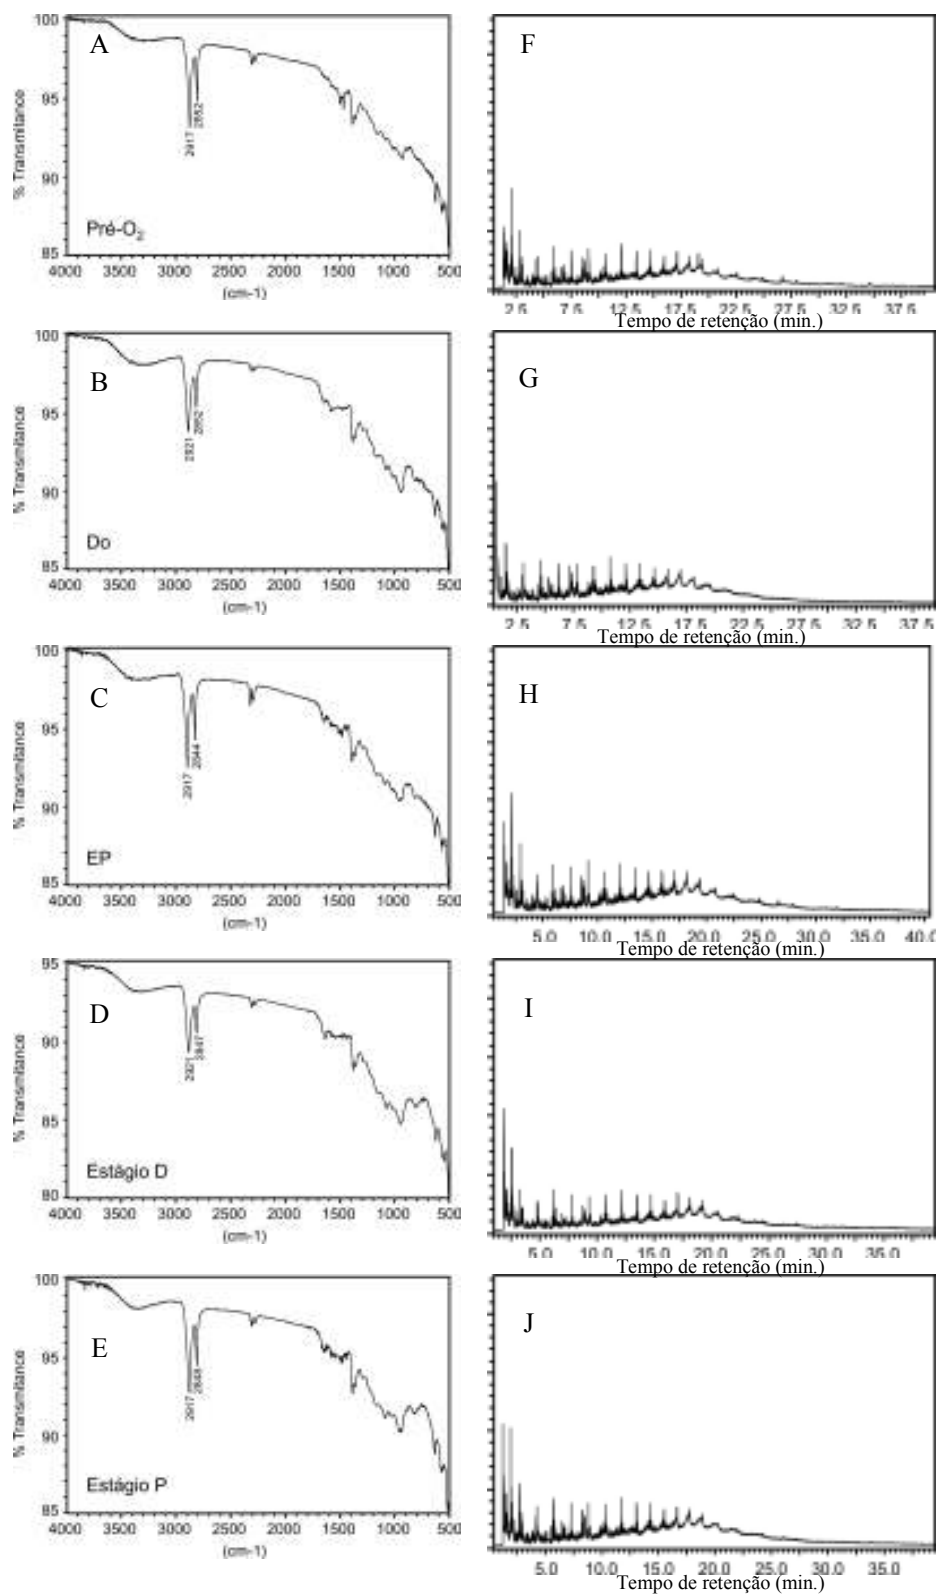 100
95
90
85
% Transmitance
A
2917
2852
Pré-O2
4000 3500 3000 2500 2000 1500 1000 500
(cm-1)
F
2.5 7.5 12.5 17.5 22.5 27.5 32.5 37.5
Tempo de retenção (min.)
100
95
90
85
% Transmitance
B
2921
2852
Do
4000 3500 3000 2500 2000 1500 1000 500
(cm-1)
G
2.5 7.5 12.5 17.5 22.5 27.5 32.5 37.5
Tempo de retenção (min.)
100
95
90
85
% Transmitance
C
2917
2844
EP
4000 3500 3000 2500 2000 1500 1000 500
(cm-1)
H
5.0 10.0 15.0 20.0 25.0 30.0 35.0 40.0
Tempo de retenção (min.)
95
90
85
80
% Transmitance
D
2921
2847
Estágio D
4000 3500 3000 2500 2000 1500 1000 500
(cm-1)
I
5.0 10.0 15.0 20.0 25.0 30.0 35.0
Tempo de retenção (min.)
100
95
90
85
% Transmitance
E
2917
2848
Estágio P
4000 3500 3000 2500 2000 1500 1000 500
(cm-1)
J
5.0 10.0 15.0 20.0 25.0 30.0 35.0
Tempo de retenção (min.)